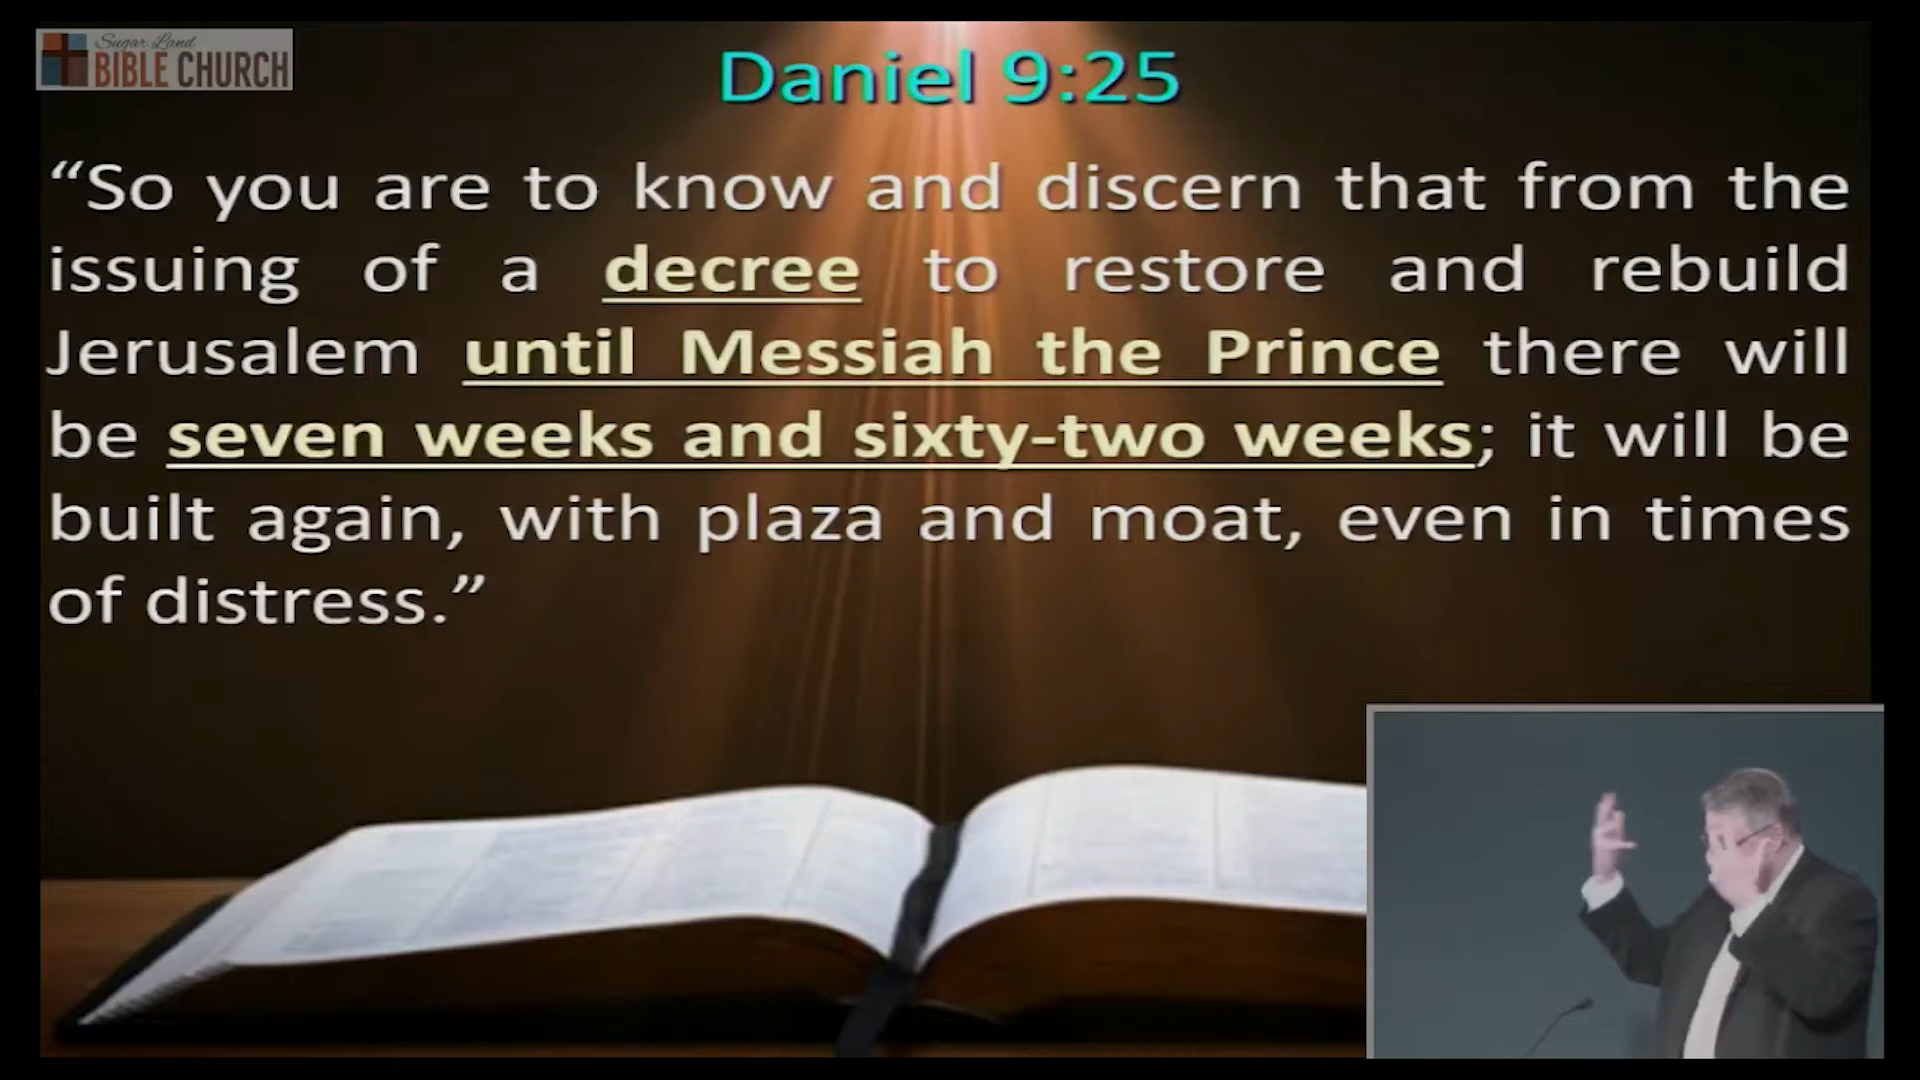 Sugar Land
BIBLE CHURCH
Daniel 9:25
“So you are to know and discern that from the
issuing of a decree to restore and rebuild
Jerusalem until Messiah the Prince there will
be seven weeks and sixty-two weeks; it will be
built again, with plaza and moat, even in times
of distress.”